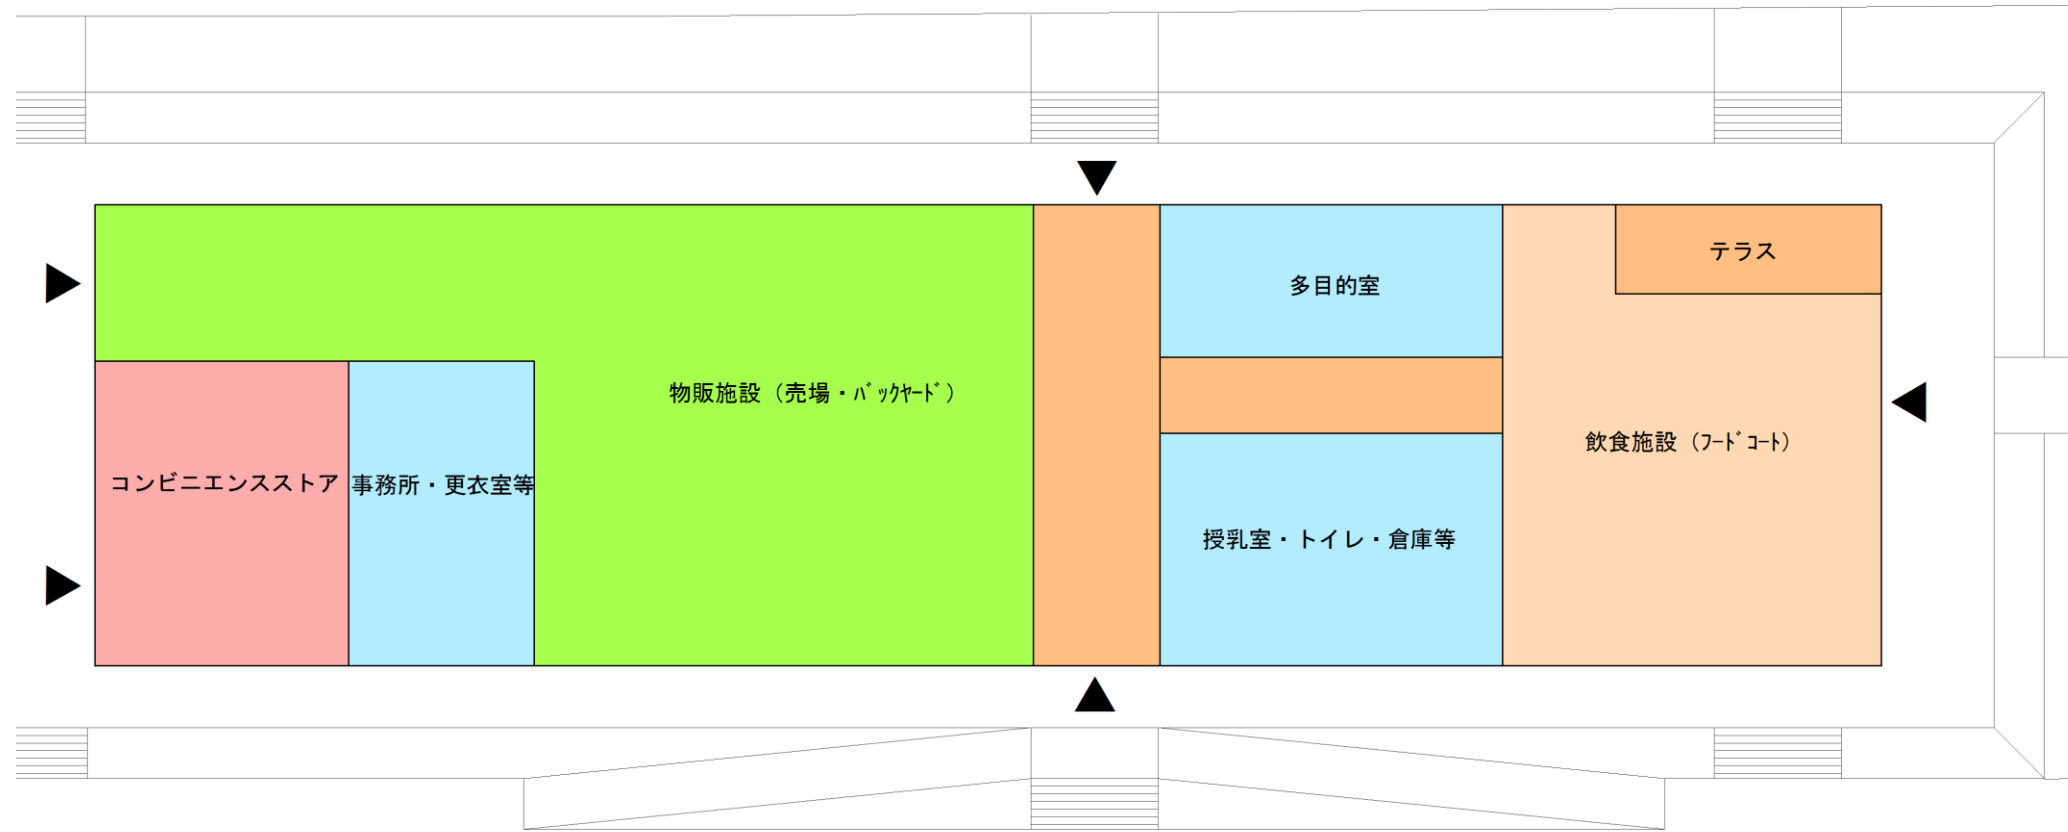 テラス
多目的室
物販施設（売場・ﾊﾞｯｸﾔｰﾄﾞ）
飲食施設（ﾌｰﾄﾞｺｰﾄ）
コンビニエンスストア
事務所・更衣室等
授乳室・トイレ・倉庫等